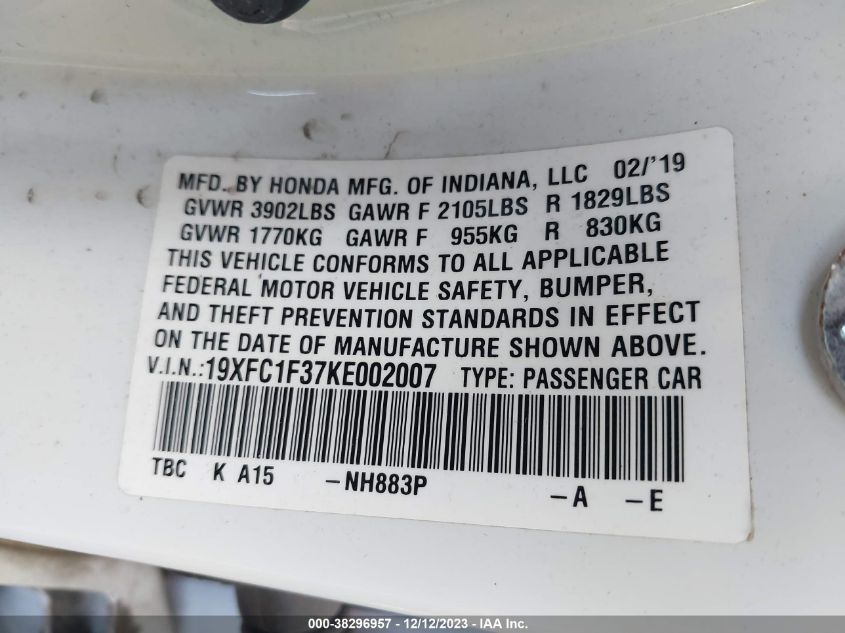 MFD. BY HONDA MFG. OF INDIANA, LLC 02/'19
GVWR 3902LBS GAWR F 2105LBS R 1829LBS
GVWR 1770KG GAWR F 955KG R 830KG
THIS VEHICLE CONFORMS TO ALL APPLICABLE
FEDERAL MOTOR VEHICLE SAFETY, BUMPER,
AND THEFT PREVENTION STANDARDS IN EFFECT
ON THE DATE OF MANUFACTURE SHOWN ABOVE.
V.I.N.:19XFC1F37KE002007 TYPE: PASSENGER CAR
TBC K A15 -NH883P -A -E
000-38296957 - 12/12/2023 - IAA Inc.